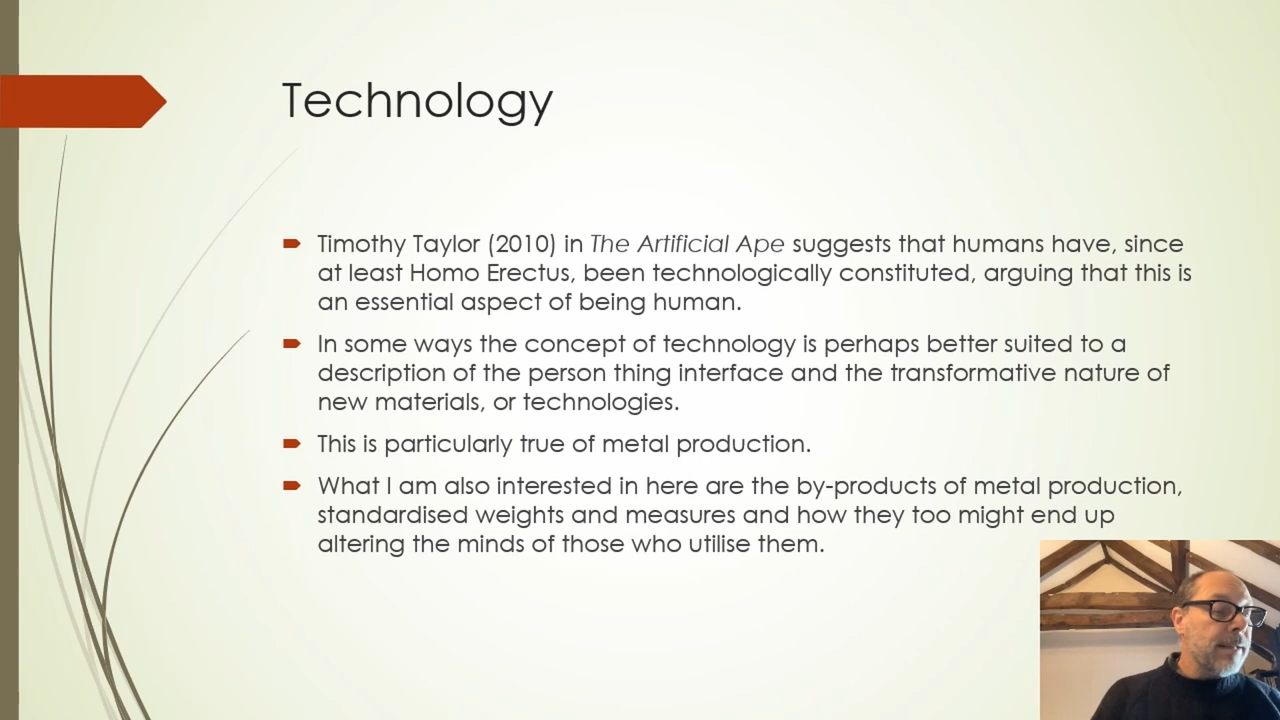 Technology
Timothy Taylor (2010) in The Artificial Ape suggests that humans have, since
at least Homo Erectus, been technologically constituted, arguing that this is
an essential aspect of being human.
In some ways the concept of technology is perhaps better suited to a
description of the person thing interface and the transformative nature of
new materials, or technologies.
This is particularly true of metal production.
What I am also interested in here are the by-products of metal production,
standardised weights and measures and how they too might end up
altering the minds of those who utilise them.